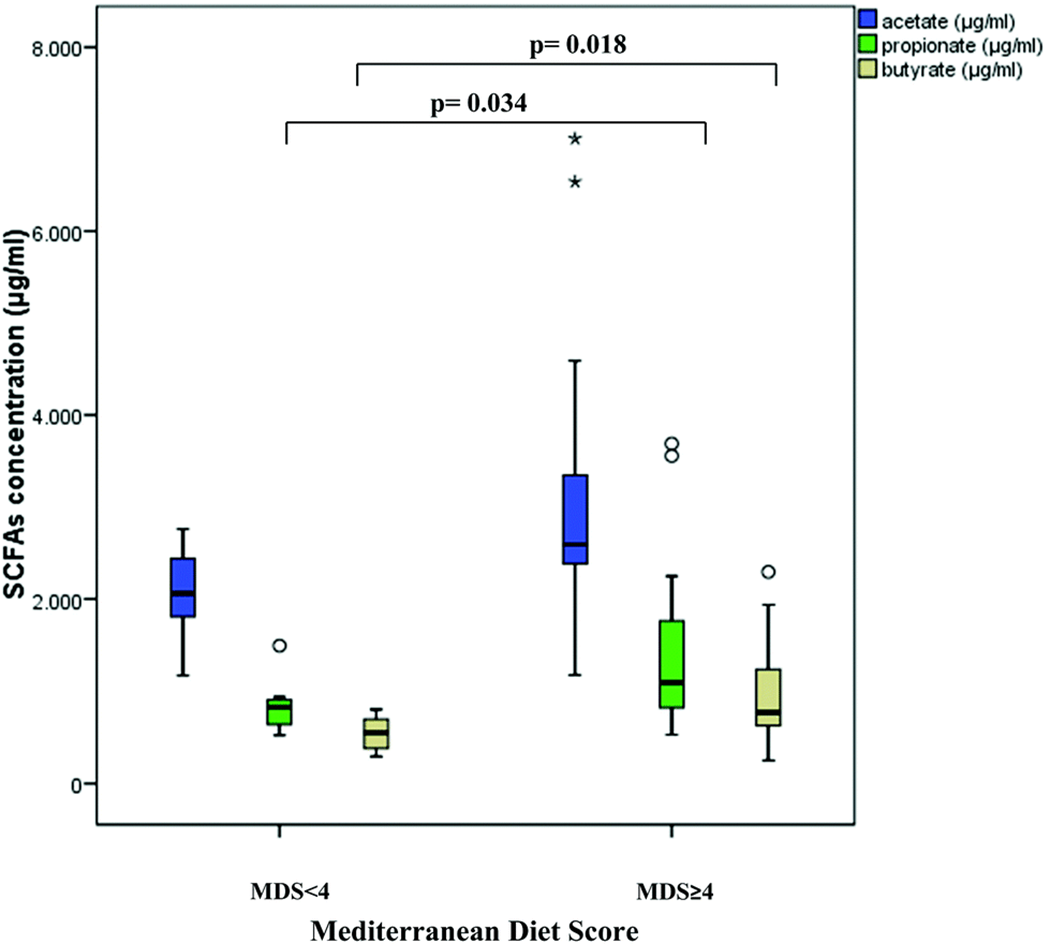 acetate (µg/ml)
propionate (µg/ml)
butyrate (µg/ml)
p= 0.018
p= 0.034
8.000
6.000
4.000
2.000
0
SCFAs concentration (µg/ml)
MDS<4
MDS≥4
Mediterranean Diet Score